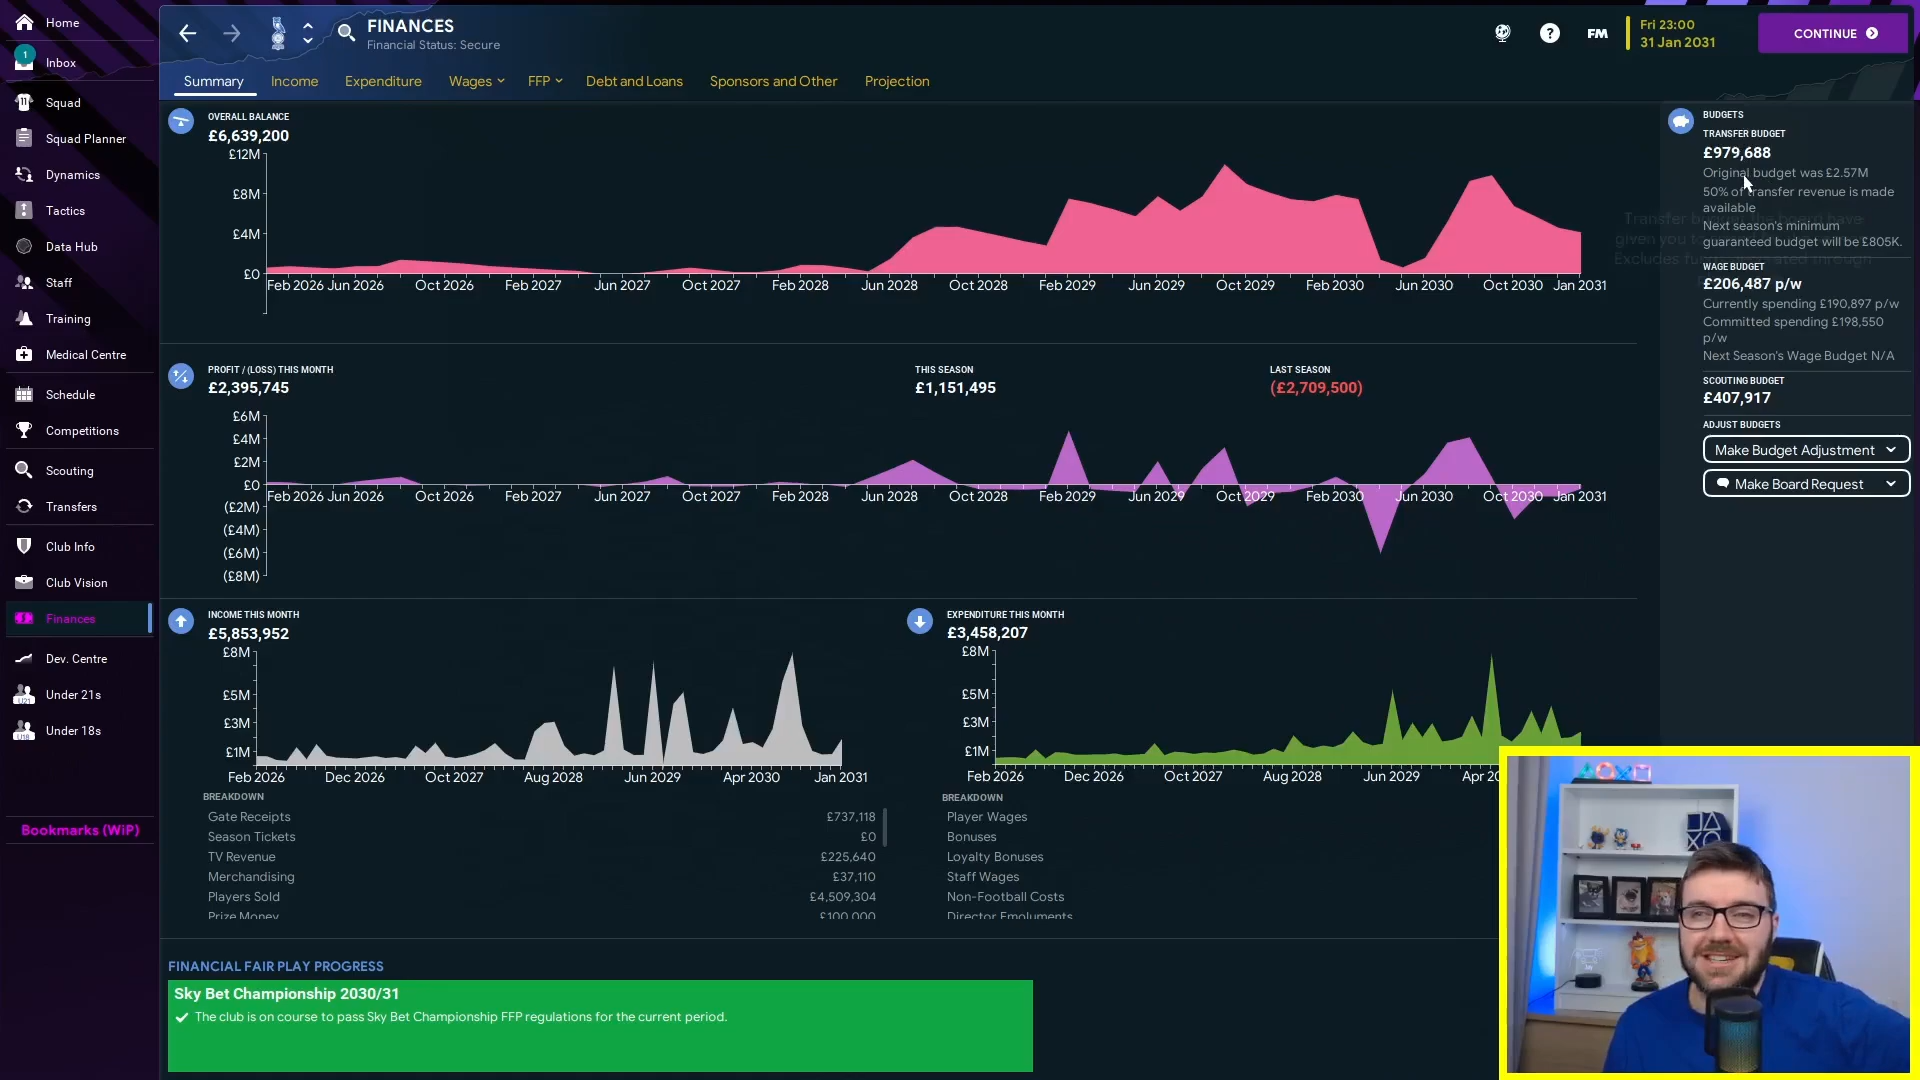 Home
1
Inbox
Squad
Squad Planner
Dynamics
Tactics
Data Hub
Staff
Training
Medical Centre
Schedule
Competitions
Scouting
Transfers
Club Info
Club Vision
Finances
Dev. Centre
Under 21s
Under 18s
Bookmarks (WiP)
FINANCES
Financial Status: Secure
FM
Fri 23:00
31 Jan 2031
CONTINUE
Summary
Income
Expenditure
Wages
FFP
Debt and Loans
Sponsors and Other
Projection
OVERALL BALANCE
£6,639,200
£12M
£8M
£4M
£0
Feb 2026 Jun 2026 Oct 2026 Feb 2027 Jun 2027 Oct 2027 Feb 2028 Jun 2028 Oct 2028 Feb 2029 Jun 2029 Oct 2029 Feb 2030 Jun 2030 Oct 2030 Jan 2031
PROFIT / (LOSS) THIS MONTH
£2,395,745
THIS SEASON
£1,151,495
LAST SEASON
(£2,709,500)
£6M
£4M
£2M
£0
(£2M)
(£4M)
(£6M)
(£8M)
Feb 2026 Jun 2026 Oct 2026 Feb 2027 Jun 2027 Oct 2027 Feb 2028 Jun 2028 Oct 2028 Feb 2029 Jun 2029 Oct 2029 Feb 2030 Jun 2030 Oct 2030 Jan 2031
INCOME THIS MONTH
£5,853,952
£8M
£5M
£3M
£1M
Feb 2026 Dec 2026 Oct 2027 Aug 2028 Jun 2029 Apr 2030 Jan 2031
BREAKDOWN
Gate Receipts £737,118
Season Tickets £0
TV Revenue £225,640
Merchandising £37,110
Players Sold £4,509,304
Prize Money £100,000
EXPENDITURE THIS MONTH
£3,458,207
£8M
£5M
£3M
£1M
Feb 2026 Dec 2026 Oct 2027 Aug 2028 Jun 2029 Apr 20
BREAKDOWN
Player Wages
Bonuses
Loyalty Bonuses
Staff Wages
Non-Football Costs
Director Emoluments
FINANCIAL FAIR PLAY PROGRESS
Sky Bet Championship 2030/31
The club is on course to pass Sky Bet Championship FFP regulations for the current period.
BUDGETS
TRANSFER BUDGET
£979,688
Original budget was £2.57M
50% of transfer revenue is made
available
Next season's minimum
guaranteed budget will be £805K.
WAGE BUDGET
£206,487 p/w
Currently spending £190,897 p/w
Committed spending £198,550
p/w
Next Season's Wage Budget N/A
SCOUTING BUDGET
£407,917
ADJUST BUDGETS
Make Budget Adjustment
Make Board Request